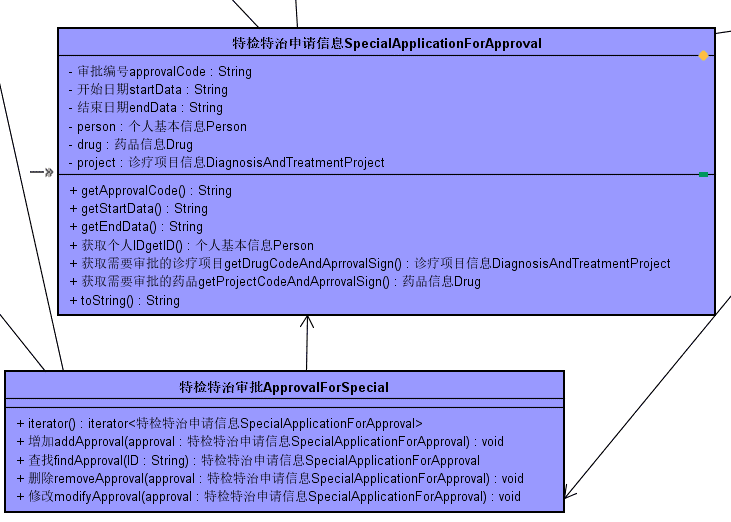 特检特治申请信息SpecialApplicationForApproval
- 审批编号approvalCode : String
- 开始日期startData : String
- 结束日期endData : String
- person : 个人基本信息Person
- drug : 药品信息Drug
- project : 诊疗项目信息DiagnosisAndTreatmentProject
+ getApprovalCode() : String
+ getStartData() : String
+ getEndData() : String
+ 获取个人IDgetID() : 个人基本信息Person
+ 获取需要审批的诊疗项目getDrugCodeAndAprrovalSign() : 诊疗项目信息DiagnosisAndTreatmentProject
+ 获取需要审批的药品getProjectCodeAndAprrovalSign() : 药品信息Drug
+ toString() : String
特检特治审批ApprovalForSpecial
+ iterator() : iterator<特检特治申请信息SpecialApplicationForApproval>
+ 增加addApproval(approval : 特检特治申请信息SpecialApplicationForApproval) : void
+ 查找findApproval(ID : String) : 特检特治申请信息SpecialApplicationForApproval
+ 删除removeApproval(approval : 特检特治申请信息SpecialApplicationForApproval) : void
+ 修改modifyApproval(approval : 特检特治申请信息SpecialApplicationForApproval) : void